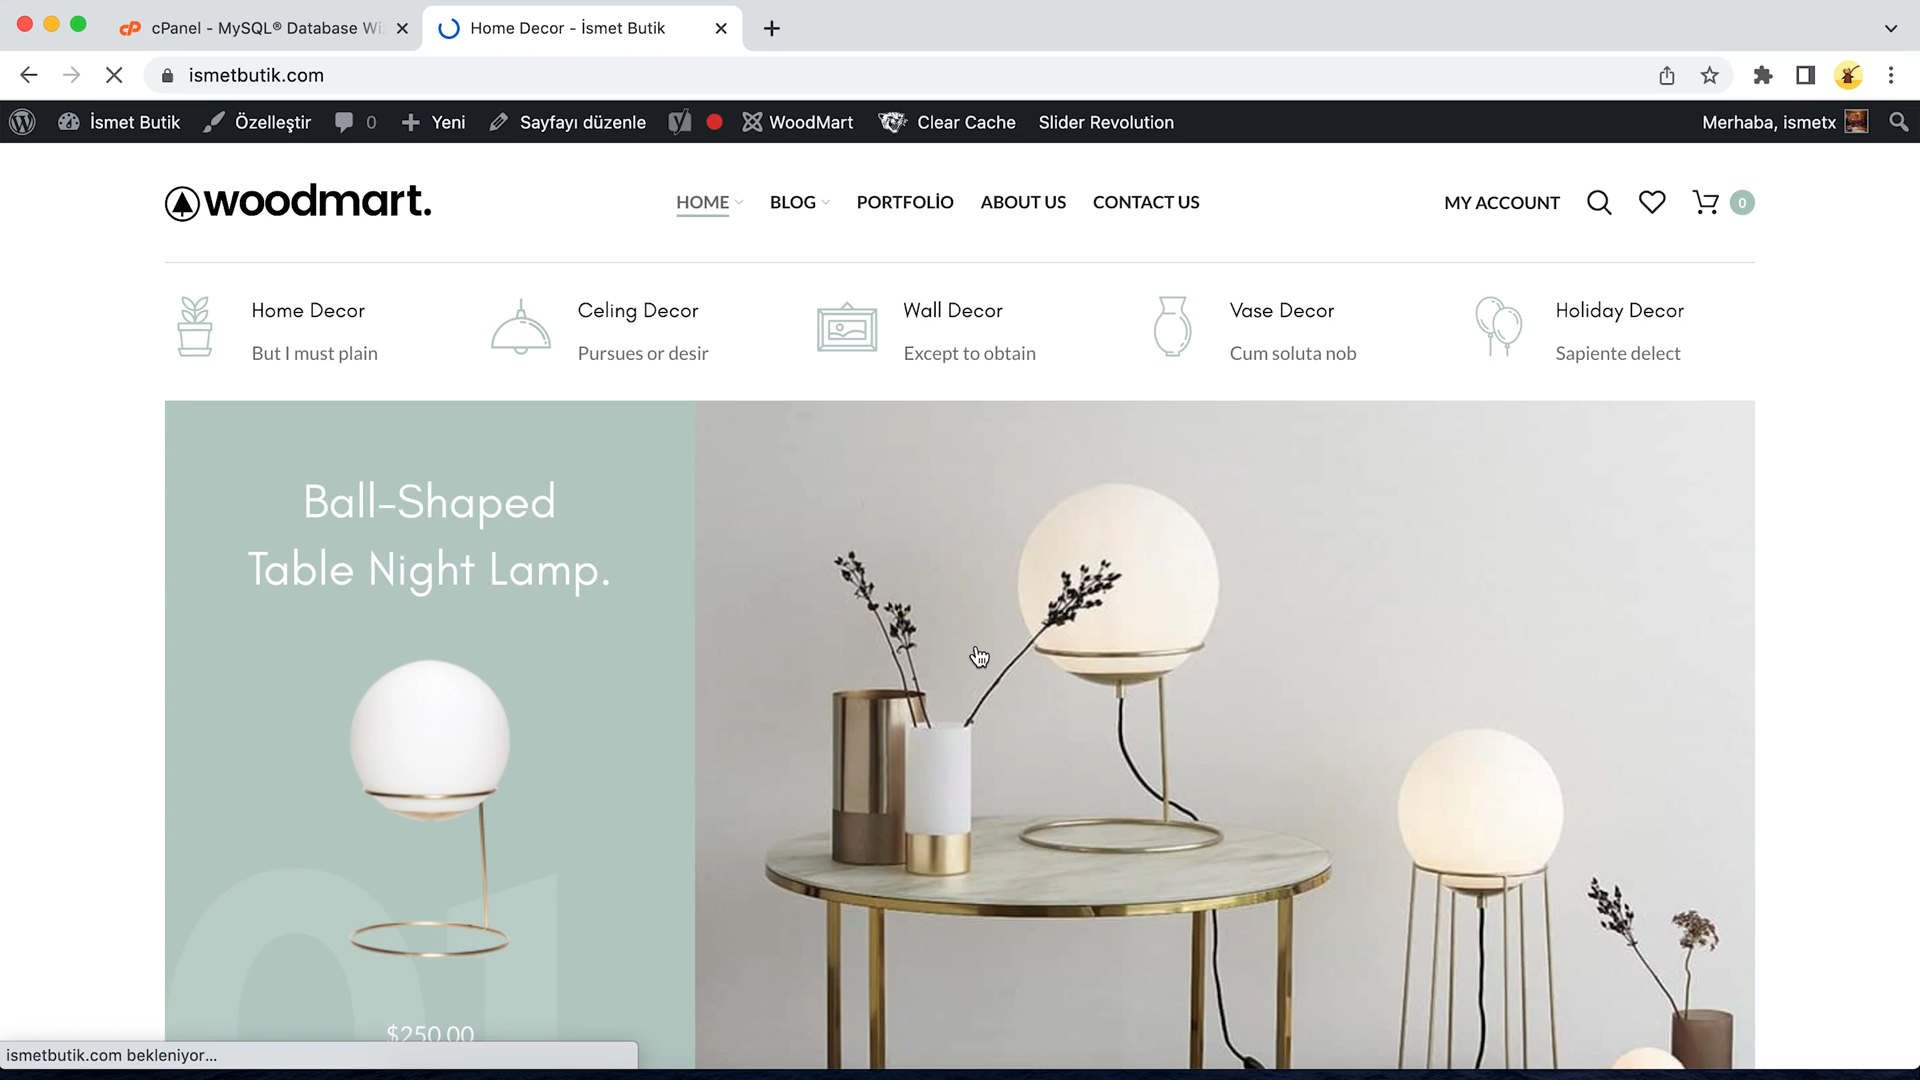 cPanel - MySQL® Database Wi
Home Decor - İsmet Butik
ismetbutik.com
İsmet Butik
Özelleştir
0
Yeni
Sayfayı düzenle
WoodMart
Clear Cache
Slider Revolution
Merhaba, ismetx
woodmart.
HOME
BLOG
PORTFOLİO
ABOUT US
CONTACT US
MY ACCOUNT
0
Home Decor
But I must plain
Celing Decor
Pursues or desir
Wall Decor
Except to obtain
Vase Decor
Cum soluta nob
Holiday Decor
Sapiente delect
Ball-Shaped
Table Night Lamp.
01
$250.00
ismetbutik.com bekleniyor...